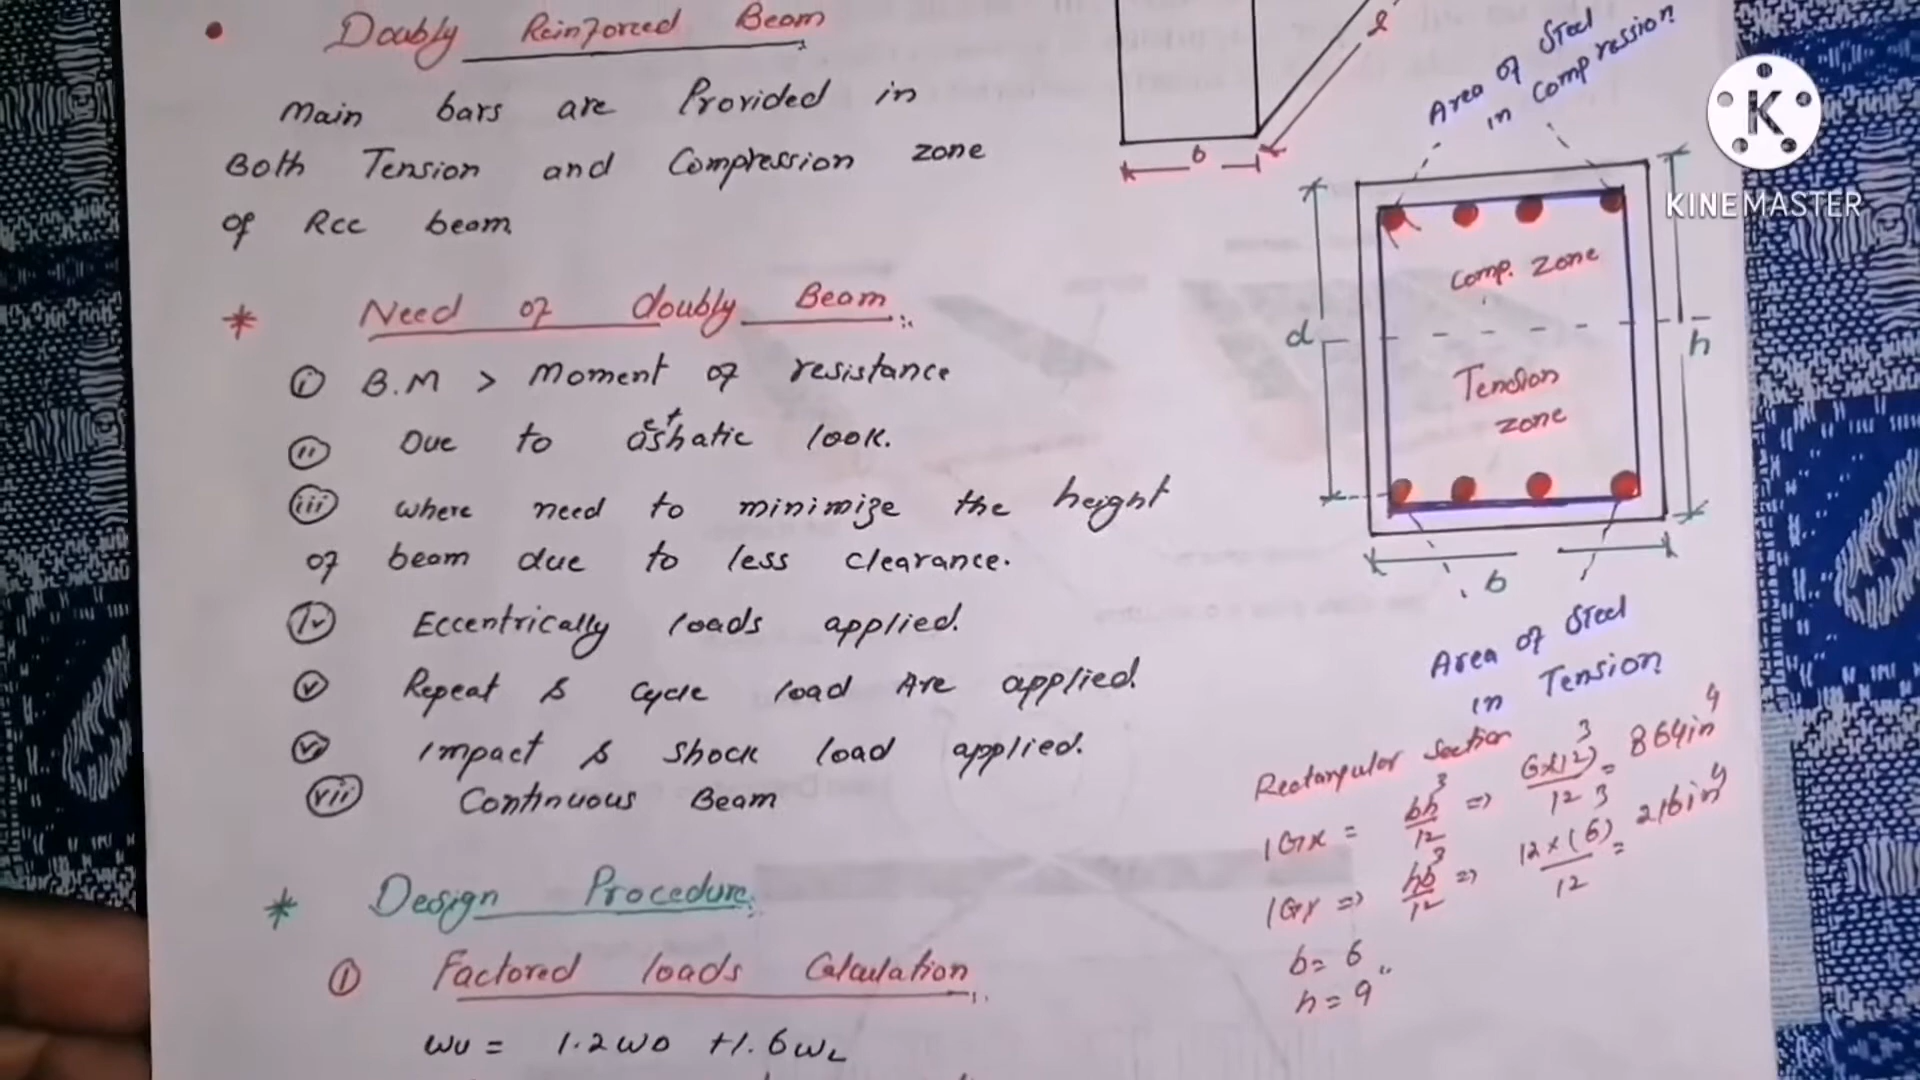 Doubly Reinforced Beam
Main bars are Provided in
Both Tension and Compression zone
of Rcc beam
* Need of doubly Beam
(i) B.M > Moment of resistance
(ii) Due to ashatic look.
et
(iii) where need to minimize the height
of beam due to less clearance.
(iv) Eccentrically loads applied.
(v) Repeat & cycle load Are applied.
(vi) Impact & shock load applied.
(vii) Continuous Beam
* Design Procedure
(1) Factored loads Calculation
wu = 1.2wD +1.6wL
b
l
Area of Steel
in Compression
Comp. zone
Tension
zone
d
h
b
Area of Steel
in Tension
Rectangular Section
IGx = bh³/12 => 6x(12)³/12 = 864in⁴
IGy => hb³/12 => 12x(6)³/12 = 216in⁴
b= 6
h= 9"
K
KINEMASTER